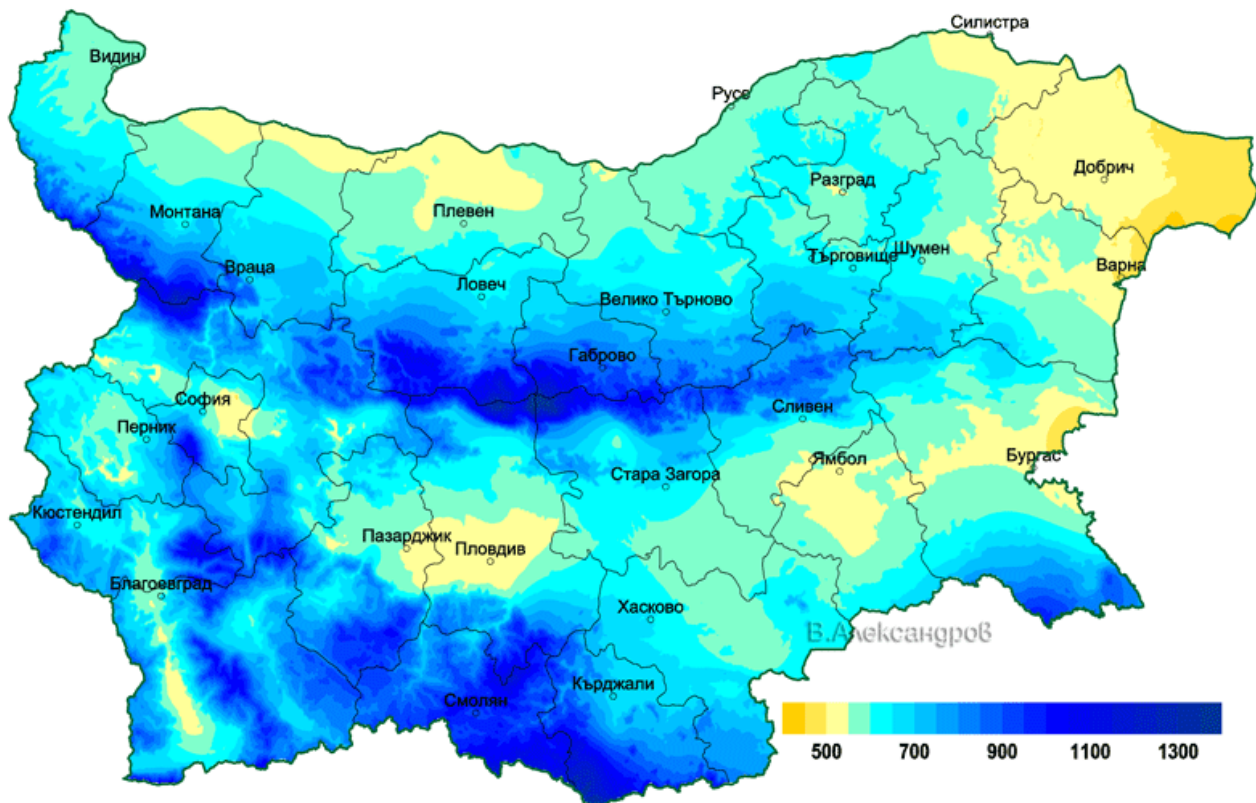 Силистра
Видин
Русе
Добрич
Разград
Монтана
Плевен
Търговище
Шумен
Варна
Враца
Ловеч
Велико Търново
Габрово
София
Сливен
Перник
Ямбол
Бургас
Стара Загора
Кюстендил
Пазарджик
Пловдив
Благоевград
Хасково
В.Александров
Кърджали
Смолян
500 700 900 1100 1300